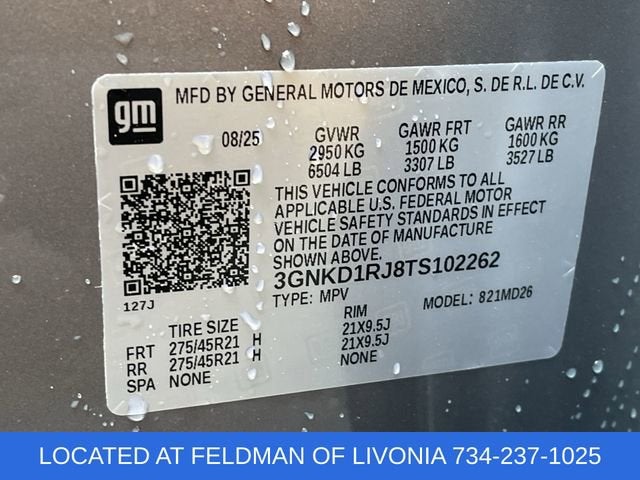 gm
MFD BY GENERAL MOTORS DE MEXICO, S. DE R.L. DE C.V.
08/25 GVWR GAWR FRT GAWR RR
2950 KG 1500 KG 1600 KG
6504 LB 3307 LB 3527 LB
THIS VEHICLE CONFORMS TO ALL
APPLICABLE U.S. FEDERAL MOTOR
VEHICLE SAFETY STANDARDS IN EFFECT
ON THE DATE OF MANUFACTURE.
3GNKD1RJ8TS102262
127J TYPE: MPV MODEL: 821MD26
TIRE SIZE RIM
FRT 275/45R21 H 21X9.5J
RR 275/45R21 H 21X9.5J
SPA NONE NONE
LOCATED AT FELDMAN OF LIVONIA 734-237-1025